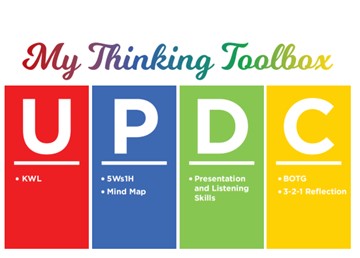 My Thinking Toolbox
U
• KWL
P
• 5Ws1H
• Mind Map
D
• Presentation
and Listening
Skills
C
• BOTG
• 3-2-1 Reflection